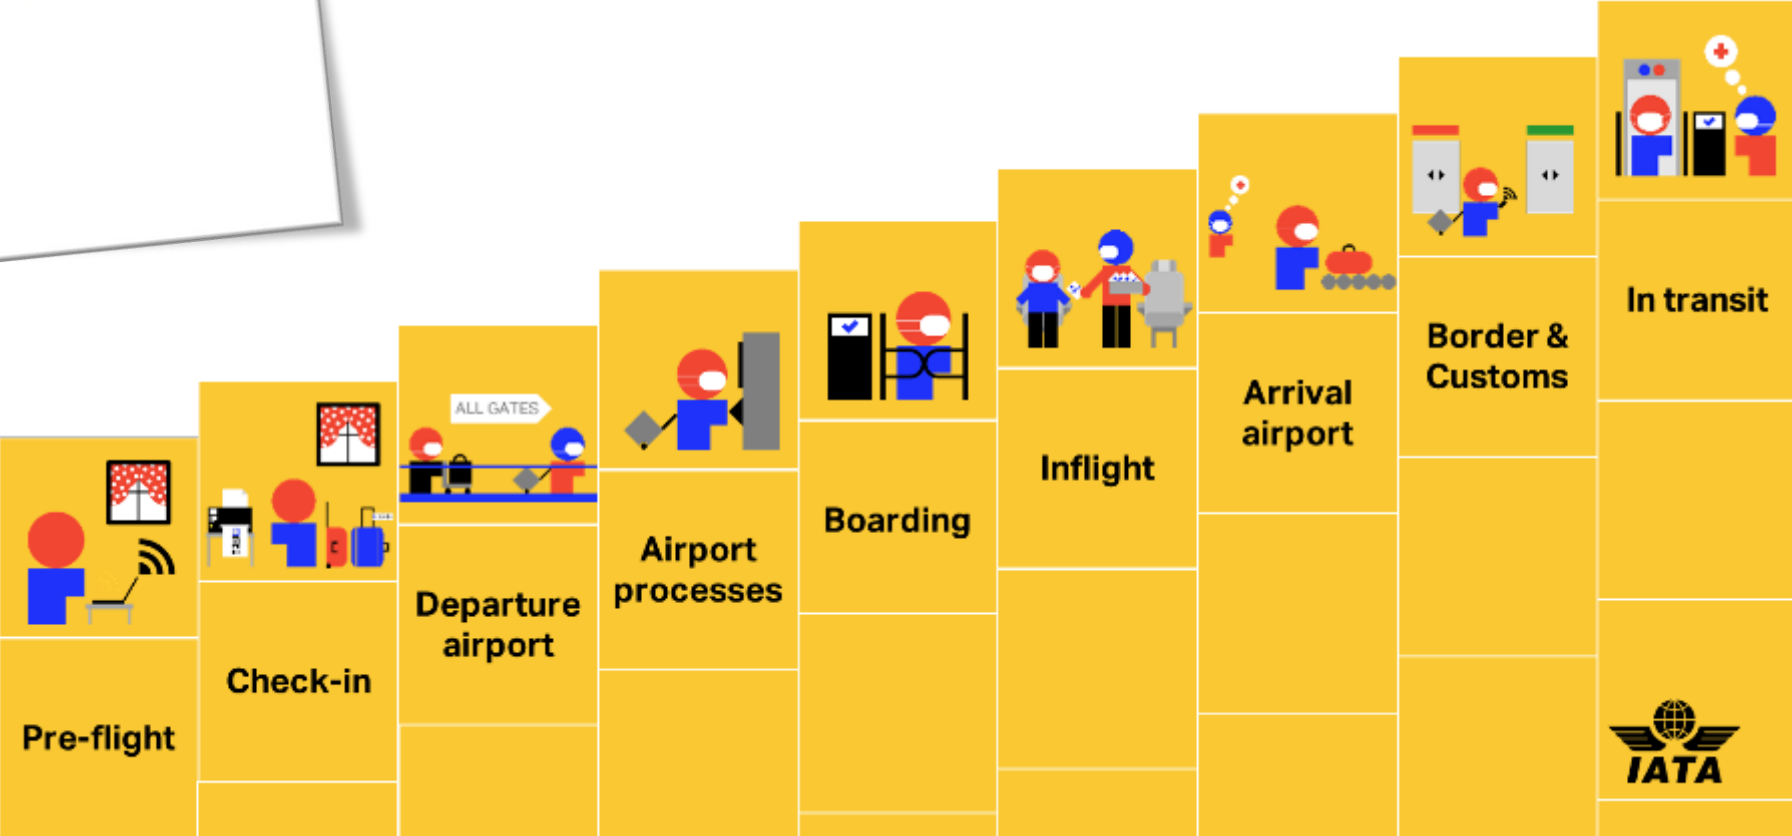 Pre-flight
Check-in
ALL GATES
Departure
airport
Airport
processes
Boarding
Inflight
Arrival
airport
Border &
Customs
In transit
IATA